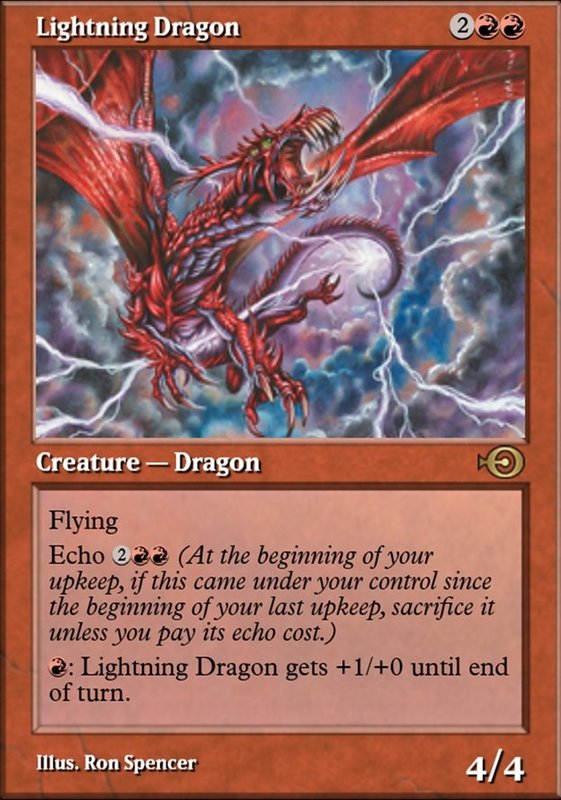 Lightning Dragon 2
Creature — Dragon
Flying
Echo 2 (At the beginning of your
upkeep, if this came under your control since
the beginning of your last upkeep, sacrifice it
unless you pay its echo cost.)
: Lightning Dragon gets +1/+0 until end
of turn.
Illus. Ron Spencer
4/4